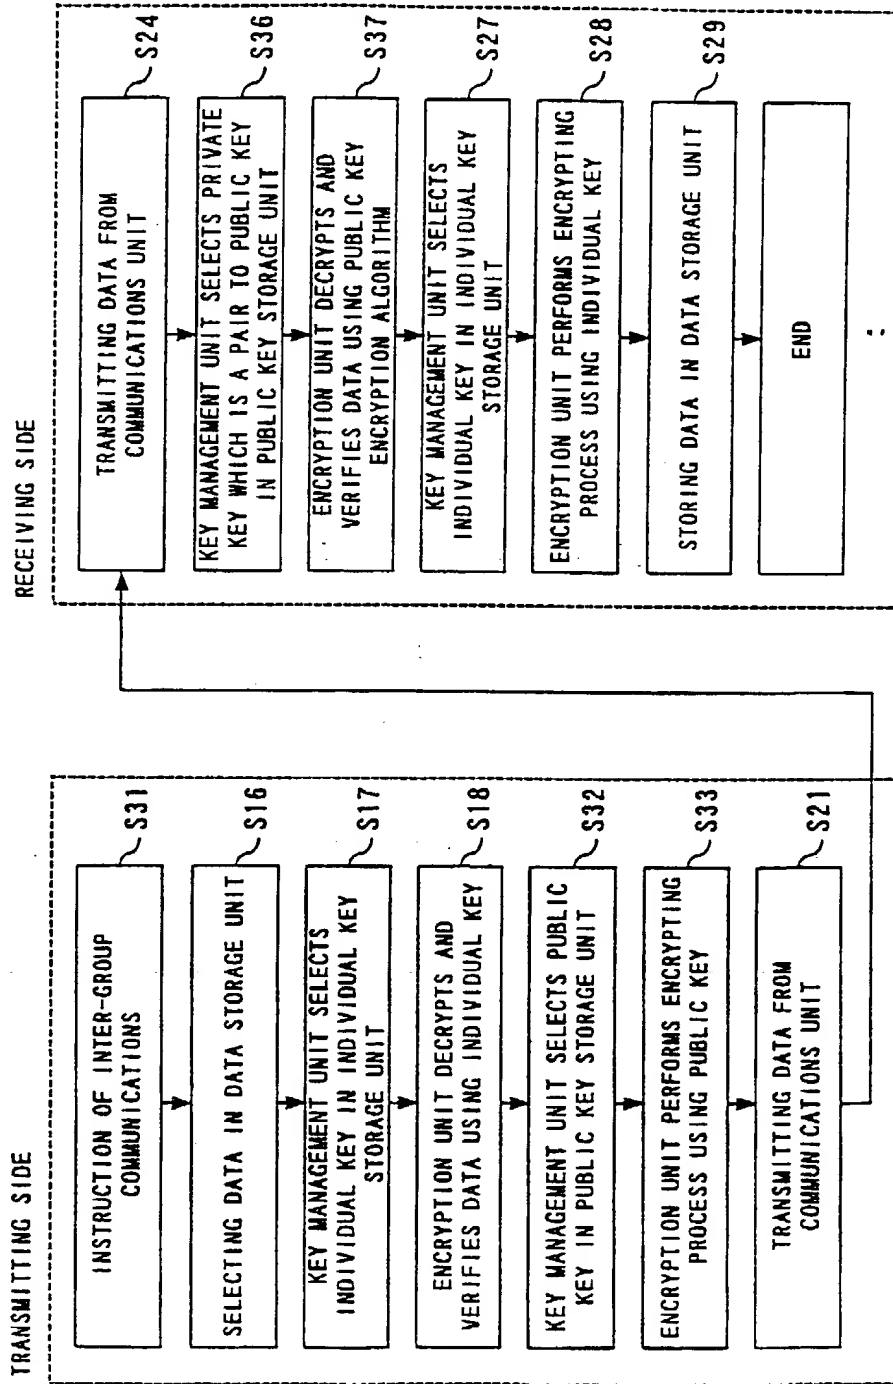 TRANSMITTING SIDE
INSTRUCTION OF INTER-GROUP
COMMUNICATIONS
S31
SELECTING DATA IN DATA STORAGE UNIT
S16
KEY MANAGEMENT UNIT SELECTS
INDIVIDUAL KEY IN INDIVIDUAL KEY
STORAGE UNIT
S17
ENCRYPTION UNIT DECRYPTS AND
VERIFIES DATA USING INDIVIDUAL KEY
S18
KEY MANAGEMENT UNIT SELECTS PUBLIC
KEY IN PUBLIC KEY STORAGE UNIT
S32
ENCRYPTION UNIT PERFORMS ENCRYPTING
PROCESS USING PUBLIC KEY
S33
TRANSMITTING DATA FROM
COMMUNICATIONS UNIT
S21
RECEIVING SIDE
TRANSMITTING DATA FROM
COMMUNICATIONS UNIT
S24
KEY MANAGEMENT UNIT SELECTS PRIVATE
KEY WHICH IS A PAIR TO PUBLIC KEY
IN PUBLIC KEY STORAGE UNIT
S36
ENCRYPTION UNIT DECRYPTS AND
VERIFIES DATA USING PUBLIC KEY
ENCRYPTION ALGORITHM
S37
KEY MANAGEMENT UNIT SELECTS
INDIVIDUAL KEY IN INDIVIDUAL KEY
STORAGE UNIT
S27
ENCRYPTION UNIT PERFORMS ENCRYPTING
PROCESS USING INDIVIDUAL KEY
S28
STORING DATA IN DATA STORAGE UNIT
S29
END